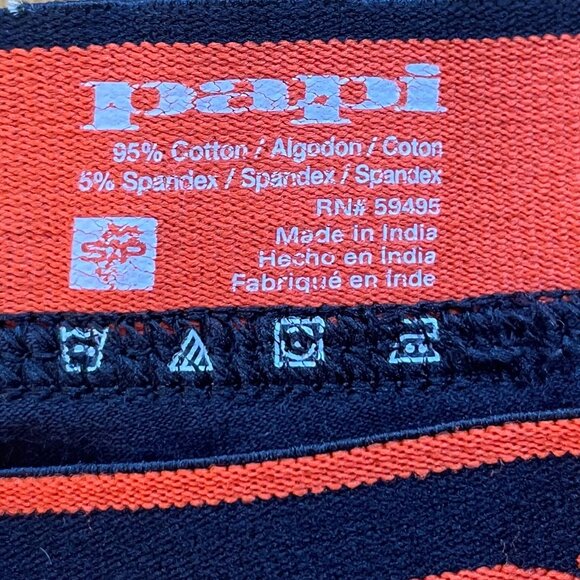 papi
95% Cotton / Algodon / Coton
5% Spandex / Spandex / Spandex
RN# 59495
Made in India
Hecho en India
Fabriqué en Inde